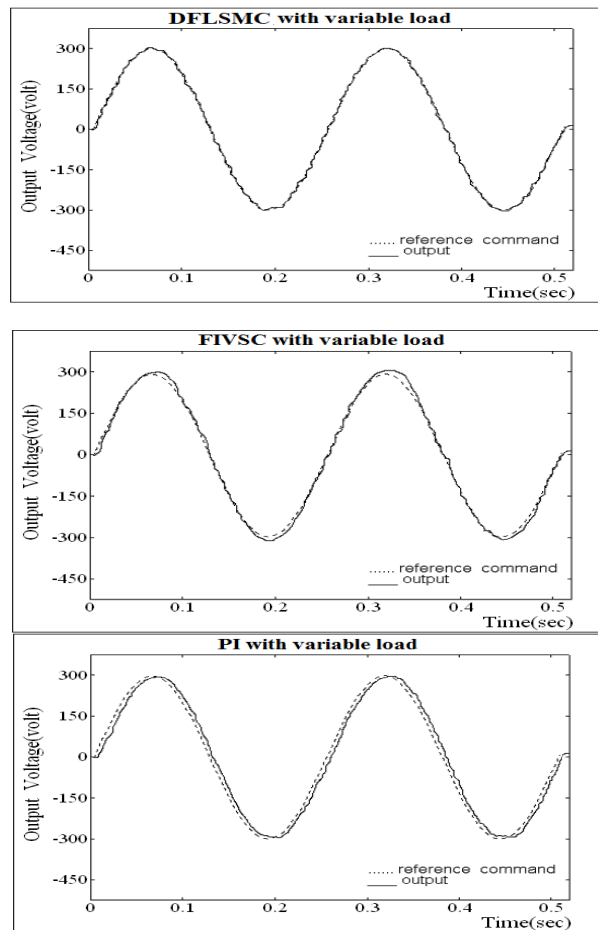 DFLSMC with variable load
Output Voltage(volt)
300
150
0
-150
-300
-450
...... reference command
output
0
0.1
0.2
0.3
0.4
0.5
Time(sec)
FIVSC with variable load
Output Voltage(volt)
300
150
0
-150
-300
-450
...... reference command
output
0
0.1
0.2
0.3
0.4
0.5
Time(sec)
PI with variable load
Output Voltage(volt)
300
150
0
-150
-300
-450
...... reference command
output
0
0.1
0.2
0.3
0.4
0.5
Time(sec)